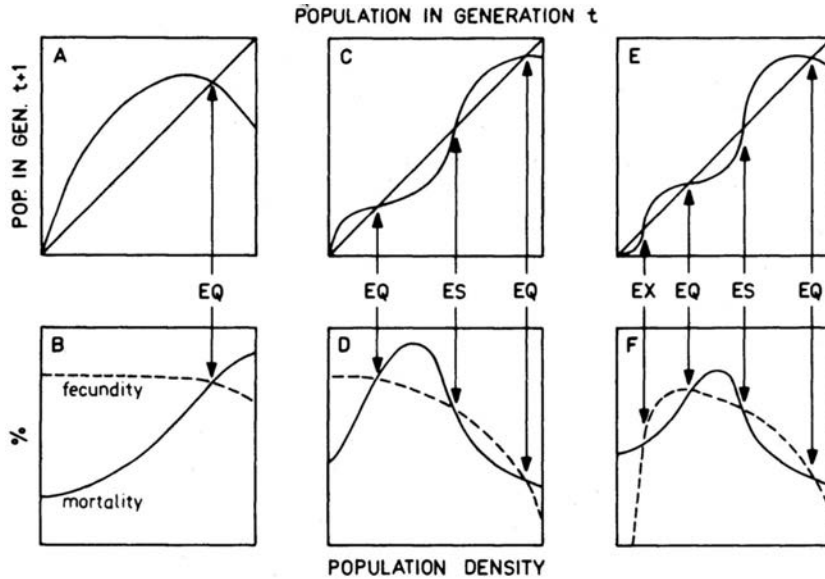 POPULATION IN GENERATION t
A
C
E
POP. IN GEN. t+1
EQ
EQ
ES
EQ
EX
EQ
ES
EQ
B
D
F
fecundity
%
mortality
POPULATION DENSITY